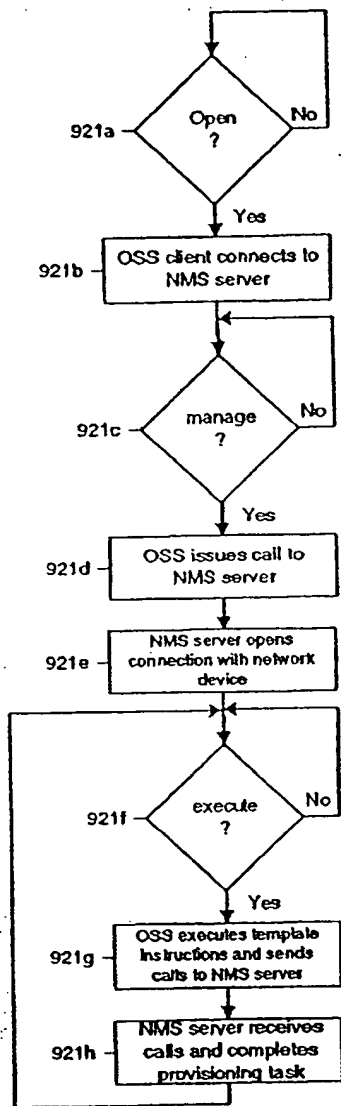 Open
?
No
921a
Yes
OSS client connects to
NMS server
921b
manage
?
No
921c
Yes
OSS issues call to
NMS server
921d
NMS server opens
connection with network
device
921e
execute
?
No
921f
Yes
OSS executes template
instructions and sends
calls to NMS server
921g
NMS server receives
calls and completes
provisioning task
921h